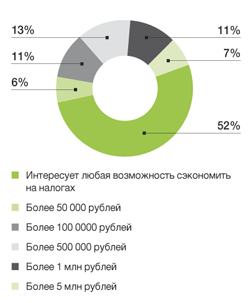 13%
11%
11%
7%
6%
52%
Интересует любая возможность сэкономить
на налогах
Более 50 000 рублей
Более 100 0000 рублей
Более 500 000 рублей
Более 1 млн рублей
Более 5 млн рублей